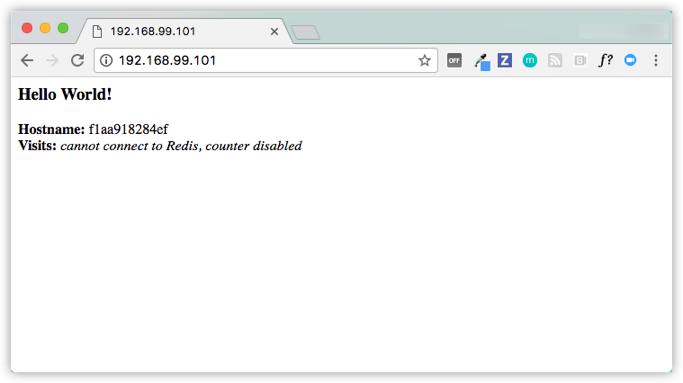 192.168.99.101
192.168.99.101
OFF
Z
m
B
f?
Hello World!
Hostname: f1aa918284ef
Visits: cannot connect to Redis, counter disabled